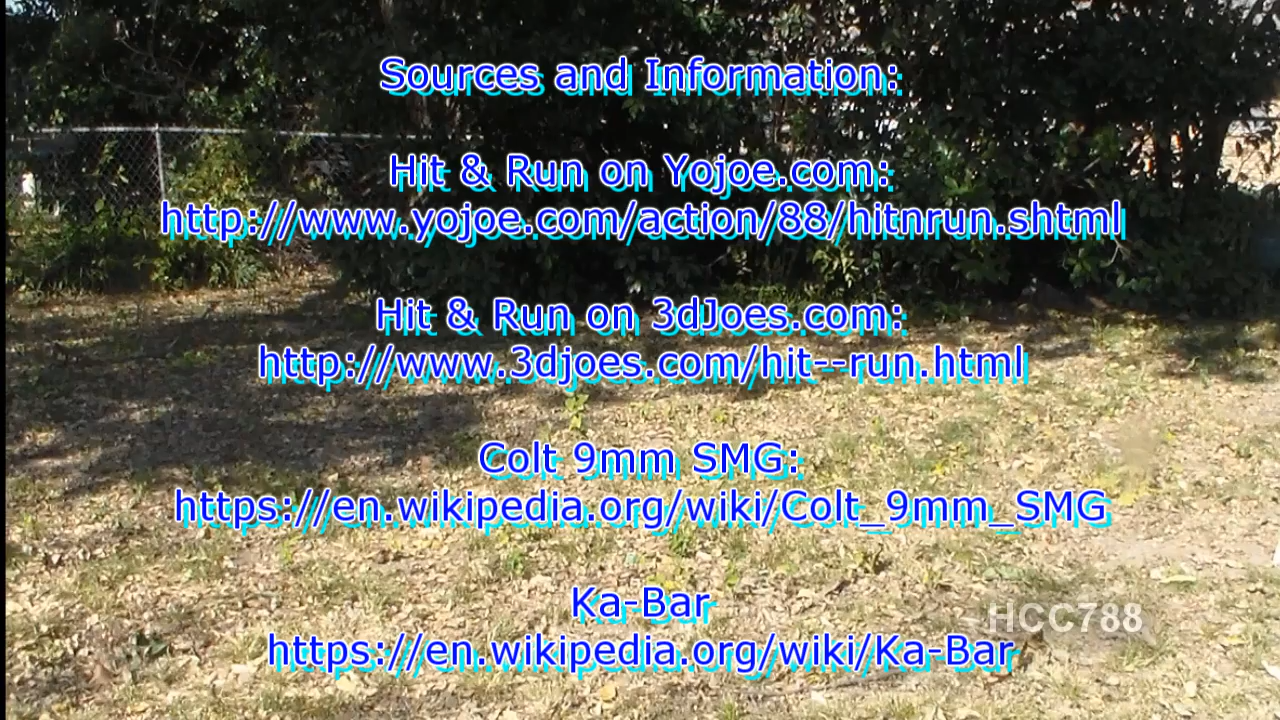 Sources and Information:
Hit & Run on Yojoe.com:
http://www.yojoe.com/action/88/hitnrun.shtml
Hit & Run on 3dJoes.com:
http://www.3djoes.com/hit--run.html
Colt 9mm SMG:
https://en.wikipedia.org/wiki/Colt_9mm_SMG
Ka-Bar
HCC788
https://en.wikipedia.org/wiki/Ka-Bar